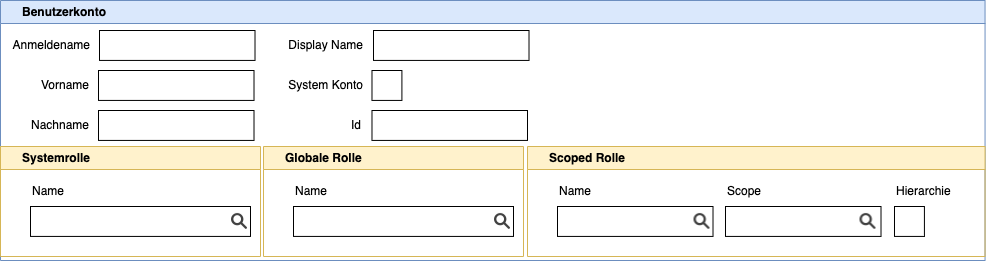 Benutzerkonto
Anmeldename Display Name
Vorname System Konto
Nachname Id
Systemrolle Globale Rolle Scoped Rolle
Name Name Name Scope Hierarchie